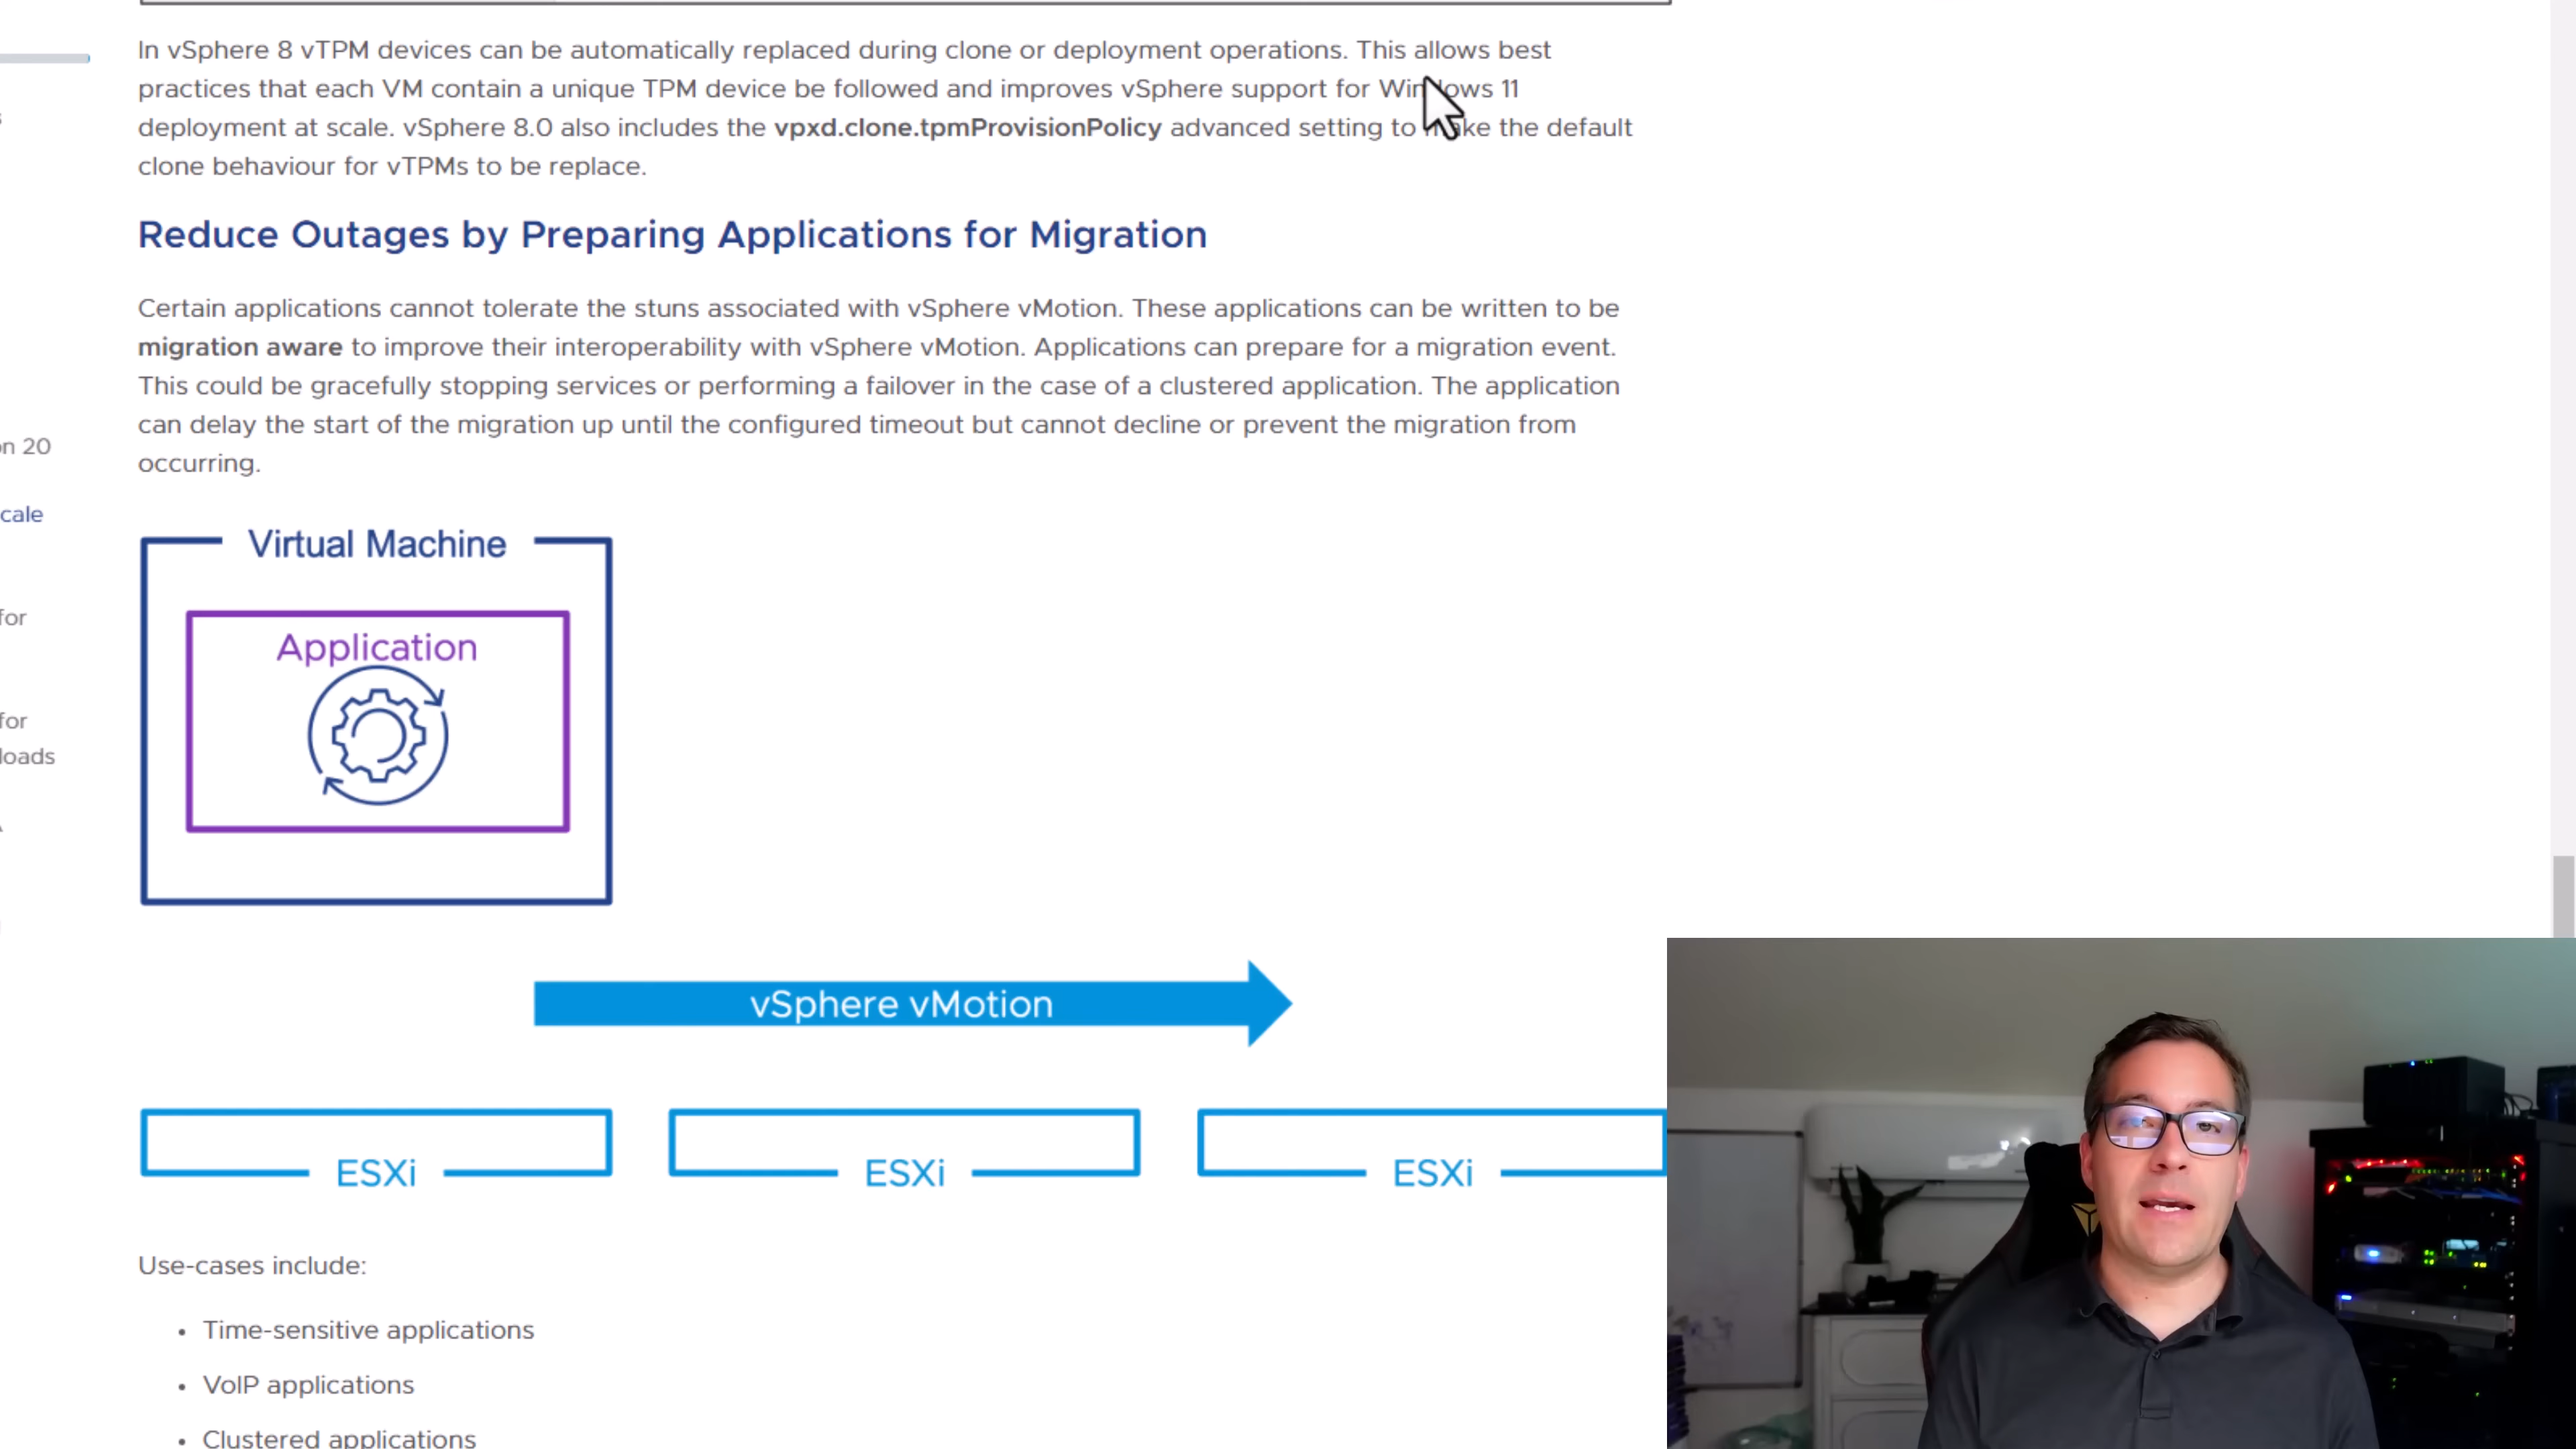 In vSphere 8 vTPM devices can be automatically replaced during clone or deployment operations. This allows best
practices that each VM contain a unique TPM device be followed and improves vSphere support for Windows 11
deployment at scale. vSphere 8.0 also includes the vpxd.clone.tpmProvisionPolicy advanced setting to make the default
clone behaviour for vTPMs to be replace.
Reduce Outages by Preparing Applications for Migration
Certain applications cannot tolerate the stuns associated with vSphere vMotion. These applications can be written to be
migration aware to improve their interoperability with vSphere vMotion. Applications can prepare for a migration event.
This could be gracefully stopping services or performing a failover in the case of a clustered application. The application
can delay the start of the migration up until the configured timeout but cannot decline or prevent the migration from
occurring.
on 20
cale
for
for
loads
Virtual Machine
Application
vSphere vMotion
ESXi ESXi ESXi
Use-cases include:
• Time-sensitive applications
• VoIP applications
• Clustered applications